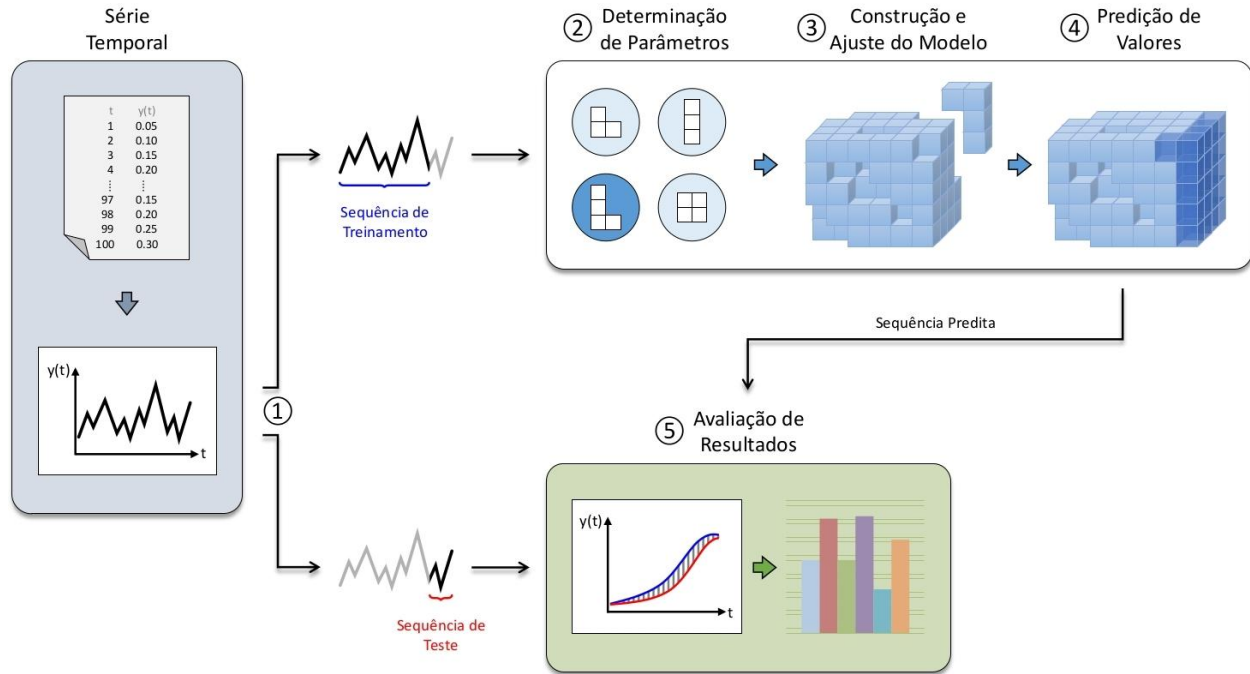 Série
Temporal
t y(t)
1 0.05
2 0.10
3 0.15
4 0.20
⋮ ⋮
97 0.15
98 0.20
99 0.25
100 0.30
y(t)
t
①
Sequência de
Treinamento
② Determinação
de Parâmetros
③ Construção e
Ajuste do Modelo
④ Predição de
Valores
Sequência Predita
Sequência de
Teste
⑤ Avaliação de
Resultados
y(t)
t